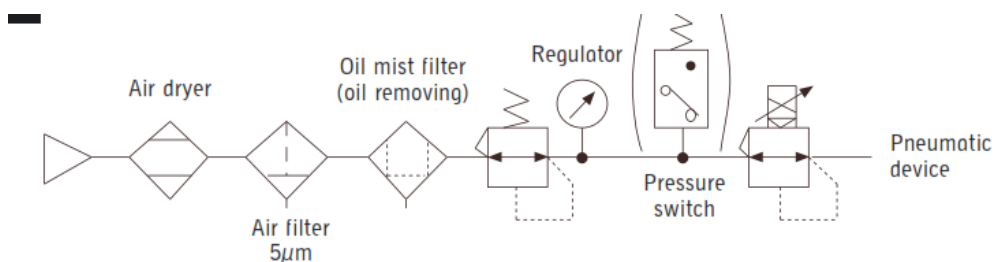 Air dryer
Oil mist filter
(oil removing)
Regulator
Air filter
5μm
Pressure
switch
Pneumatic
device